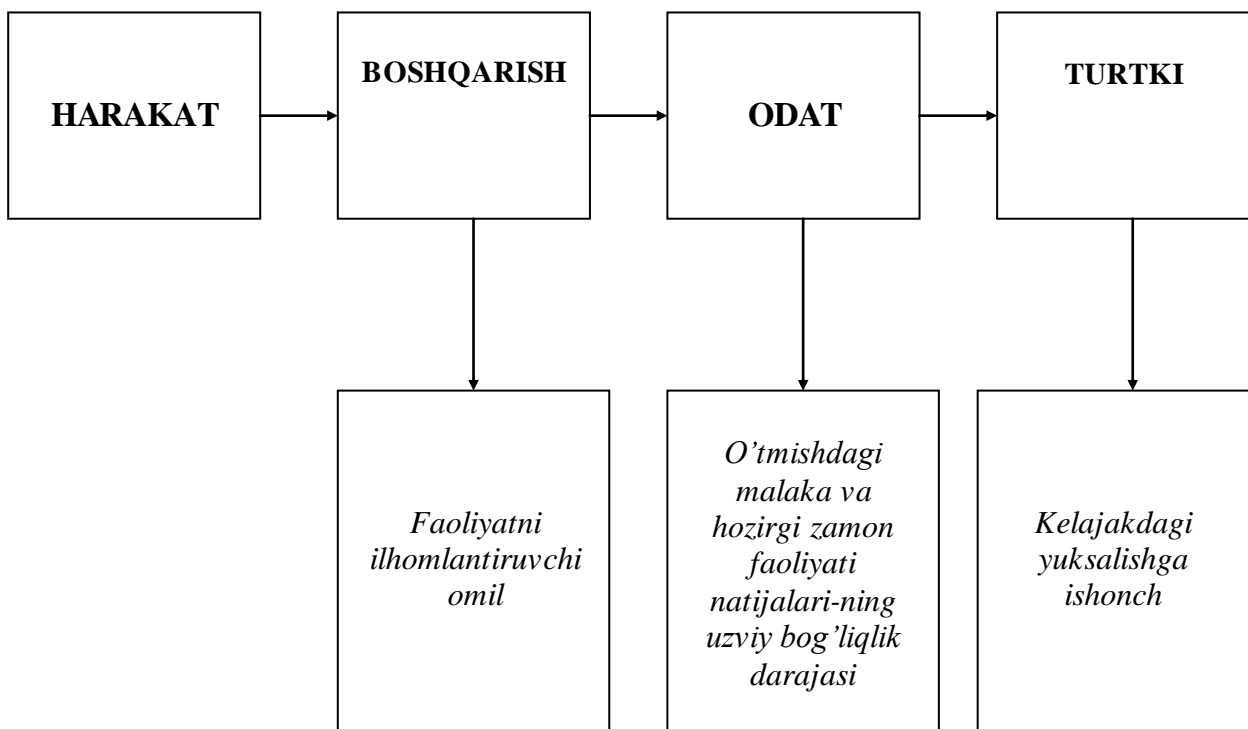 HARAKAT
BOSHQARISH
ODAT
TURTKI
Faoliyatni
ilhomlantiruvchi
omil
O’tmishdagi
malaka va
hozirgi zamon
faoliyati
natijalari-ning
uzviy bog’liqlik
darajasi
Kelajakdagi
yuksalishga
ishonch